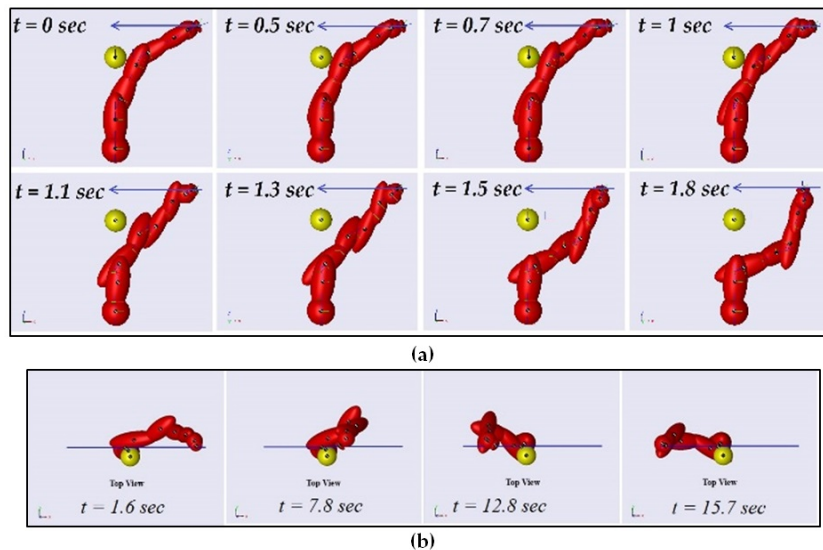 t = 0 sec
t = 0.5 sec
t = 0.7 sec
t = 1 sec
t = 1.1 sec
t = 1.3 sec
t = 1.5 sec
t = 1.8 sec
(a)
Top View
t = 1.6 sec
Top View
t = 7.8 sec
Top View
t = 12.8 sec
Top View
t = 15.7 sec
(b)